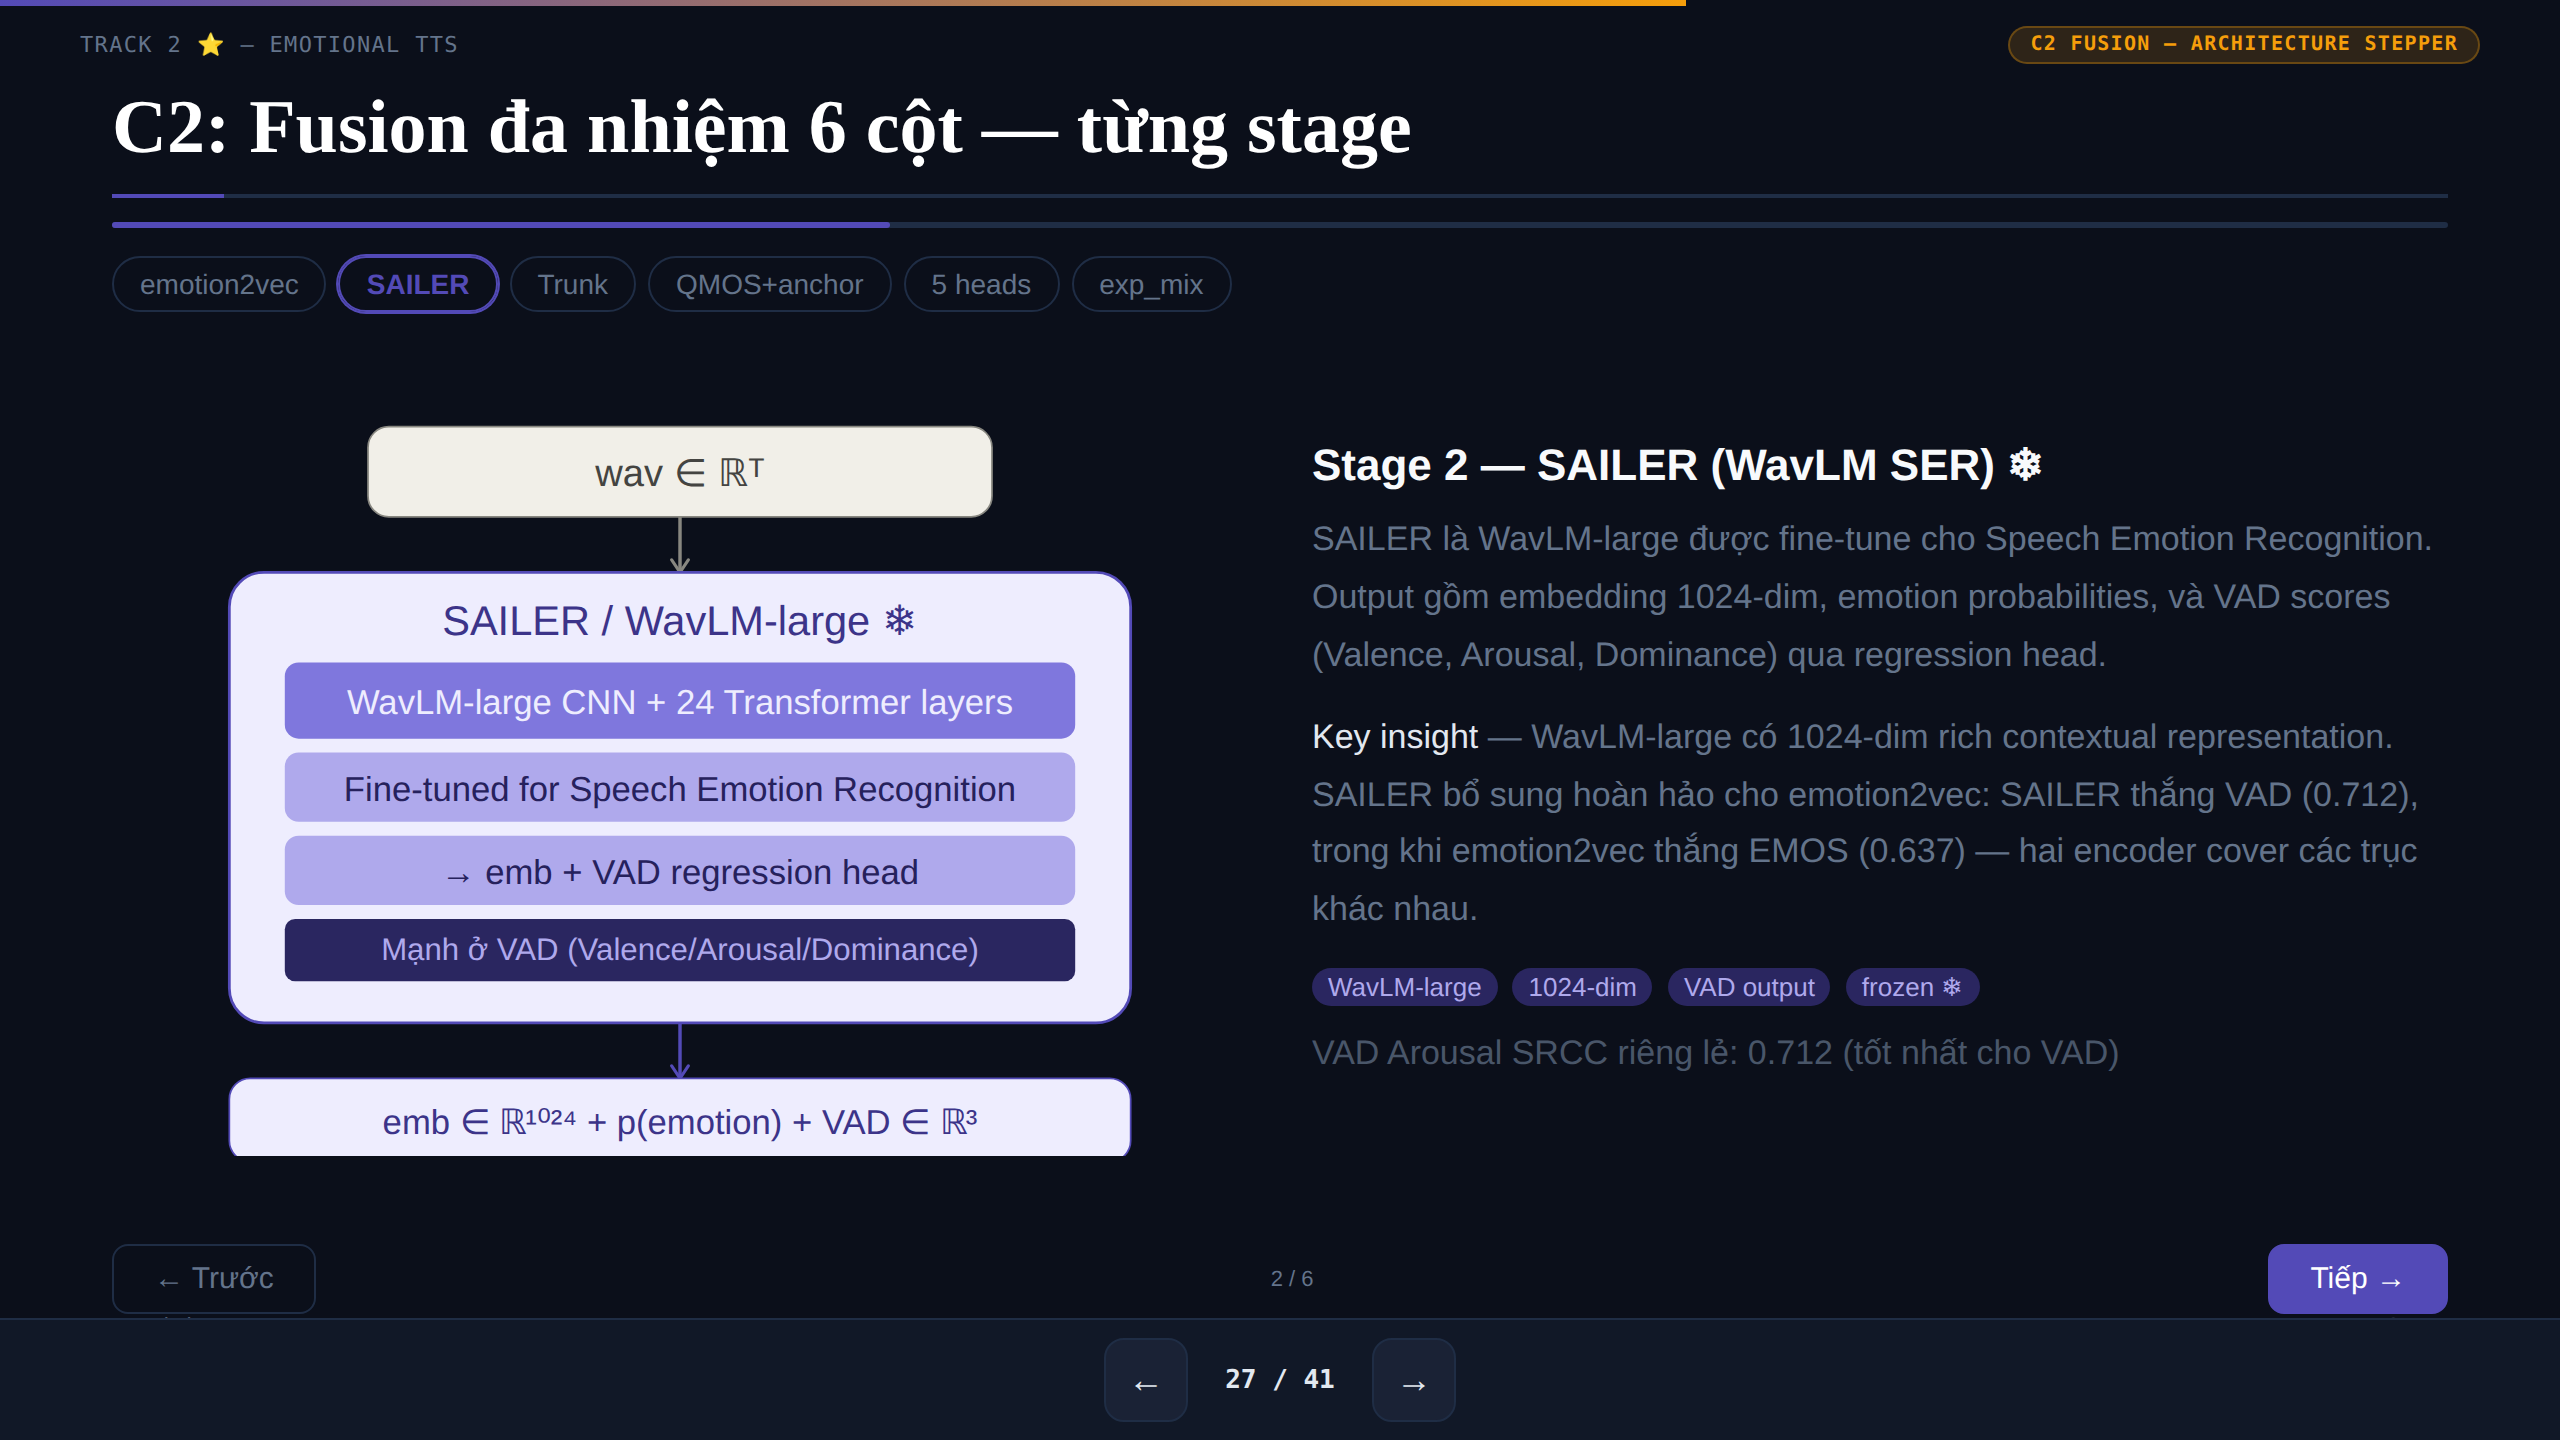 TRACK 2 ⭐ — EMOTIONAL TTS
C2 FUSION — ARCHITECTURE STEPPER
C2: Fusion đa nhiệm 6 cột — từng stage
emotion2vec
SAILER
Trunk
QMOS+anchor
5 heads
exp_mix
wav ∈ ℝᵀ
SAILER / WavLM-large ❄
WavLM-large CNN + 24 Transformer layers
Fine-tuned for Speech Emotion Recognition
→ emb + VAD regression head
Mạnh ở VAD (Valence/Arousal/Dominance)
emb ∈ ℝ¹⁰²⁴ + p(emotion) + VAD ∈ ℝ³
Stage 2 — SAILER (WavLM SER) ❄
SAILER là WavLM-large được fine-tune cho Speech Emotion Recognition.
Output gồm embedding 1024-dim, emotion probabilities, và VAD scores
(Valence, Arousal, Dominance) qua regression head.
Key insight — WavLM-large có 1024-dim rich contextual representation.
SAILER bổ sung hoàn hảo cho emotion2vec: SAILER thắng VAD (0.712),
trong khi emotion2vec thắng EMOS (0.637) — hai encoder cover các trục
khác nhau.
WavLM-large
1024-dim
VAD output
frozen ❄
VAD Arousal SRCC riêng lẻ: 0.712 (tốt nhất cho VAD)
← Trước
2 / 6
Tiếp →
←
27 / 41
→